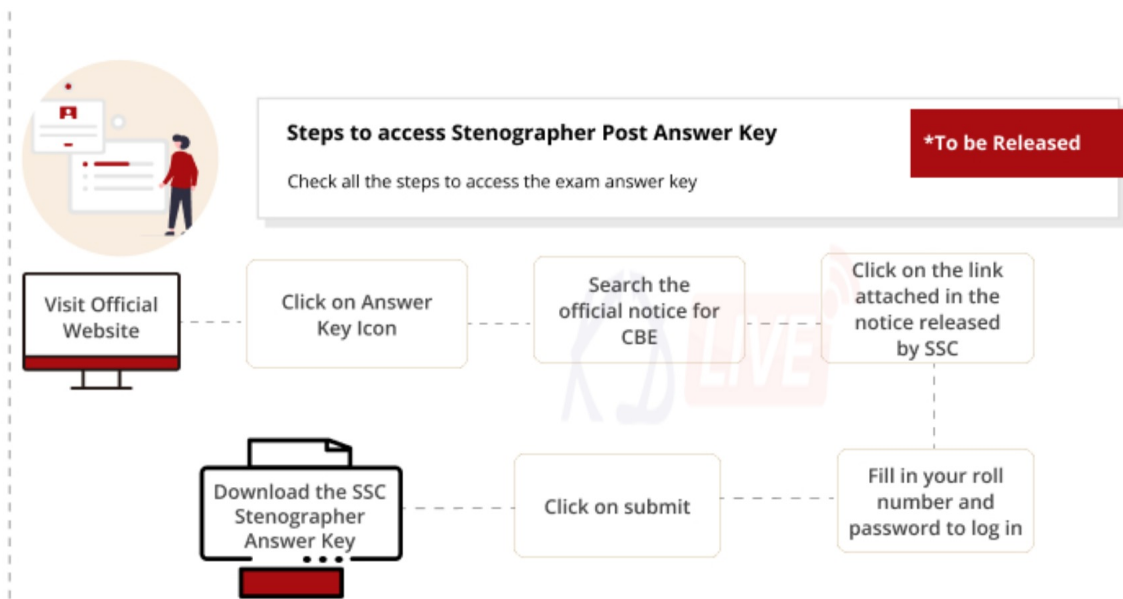 Steps to access Stenographer Post Answer Key
*To be Released
Check all the steps to access the exam answer key
Visit Official
Website
Click on Answer
Key Icon
Search the
official notice for
CBE
Click on the link
attached in the
notice released
by SSC
KD
LIVE
Fill in your roll
number and
password to log in
Click on submit
Download the SSC
Stenographer
Answer Key